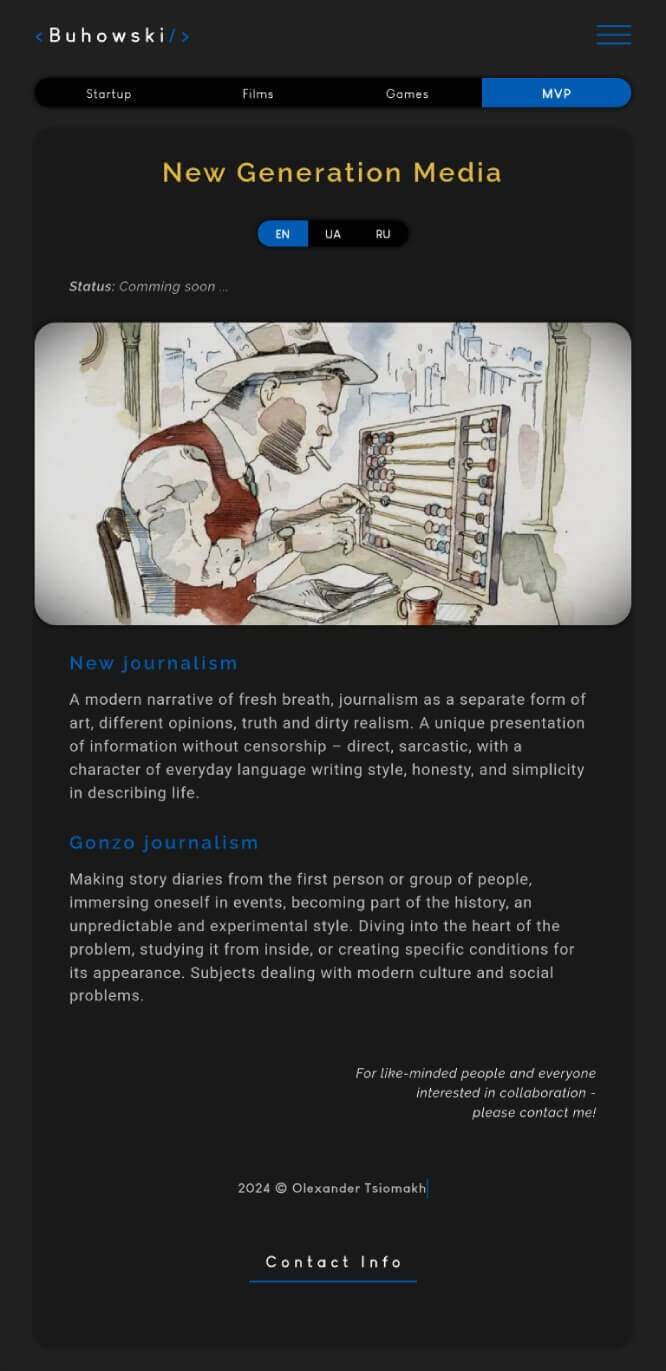 <Buhowski/>
Startup Films Games MVP
New Generation Media
EN UA RU
Status: Comming soon ...
New journalism
A modern narrative of fresh breath, journalism as a separate form of
art, different opinions, truth and dirty realism. A unique presentation
of information without censorship – direct, sarcastic, with a
character of everyday language writing style, honesty, and simplicity
in describing life.
Gonzo journalism
Making story diaries from the first person or group of people,
immersing oneself in events, becoming part of the history, an
unpredictable and experimental style. Diving into the heart of the
problem, studying it from inside, or creating specific conditions for
its appearance. Subjects dealing with modern culture and social
problems.
For like-minded people and everyone
interested in collaboration -
please contact me!
2024 © Olexander Tsiomakh
Contact Info